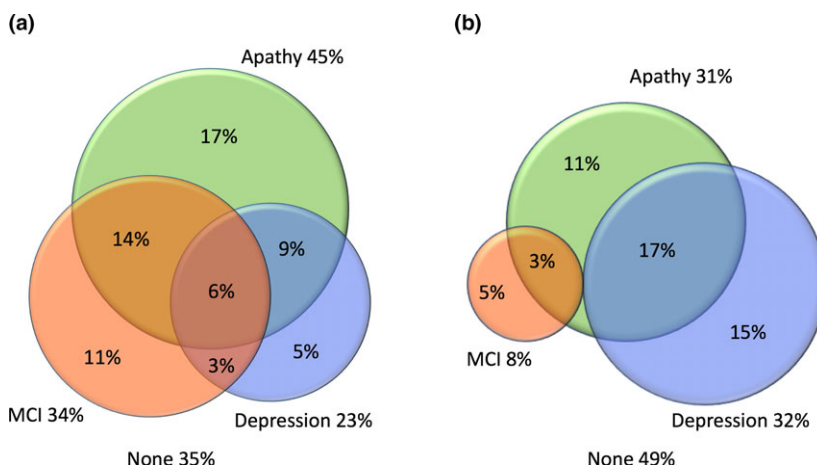 (a)
Apathy 45%
17%
14%
9%
6%
11%
3%
5%
MCI 34%
Depression 23%
None 35%
(b)
Apathy 31%
11%
3%
17%
5%
15%
MCI 8%
Depression 32%
None 49%